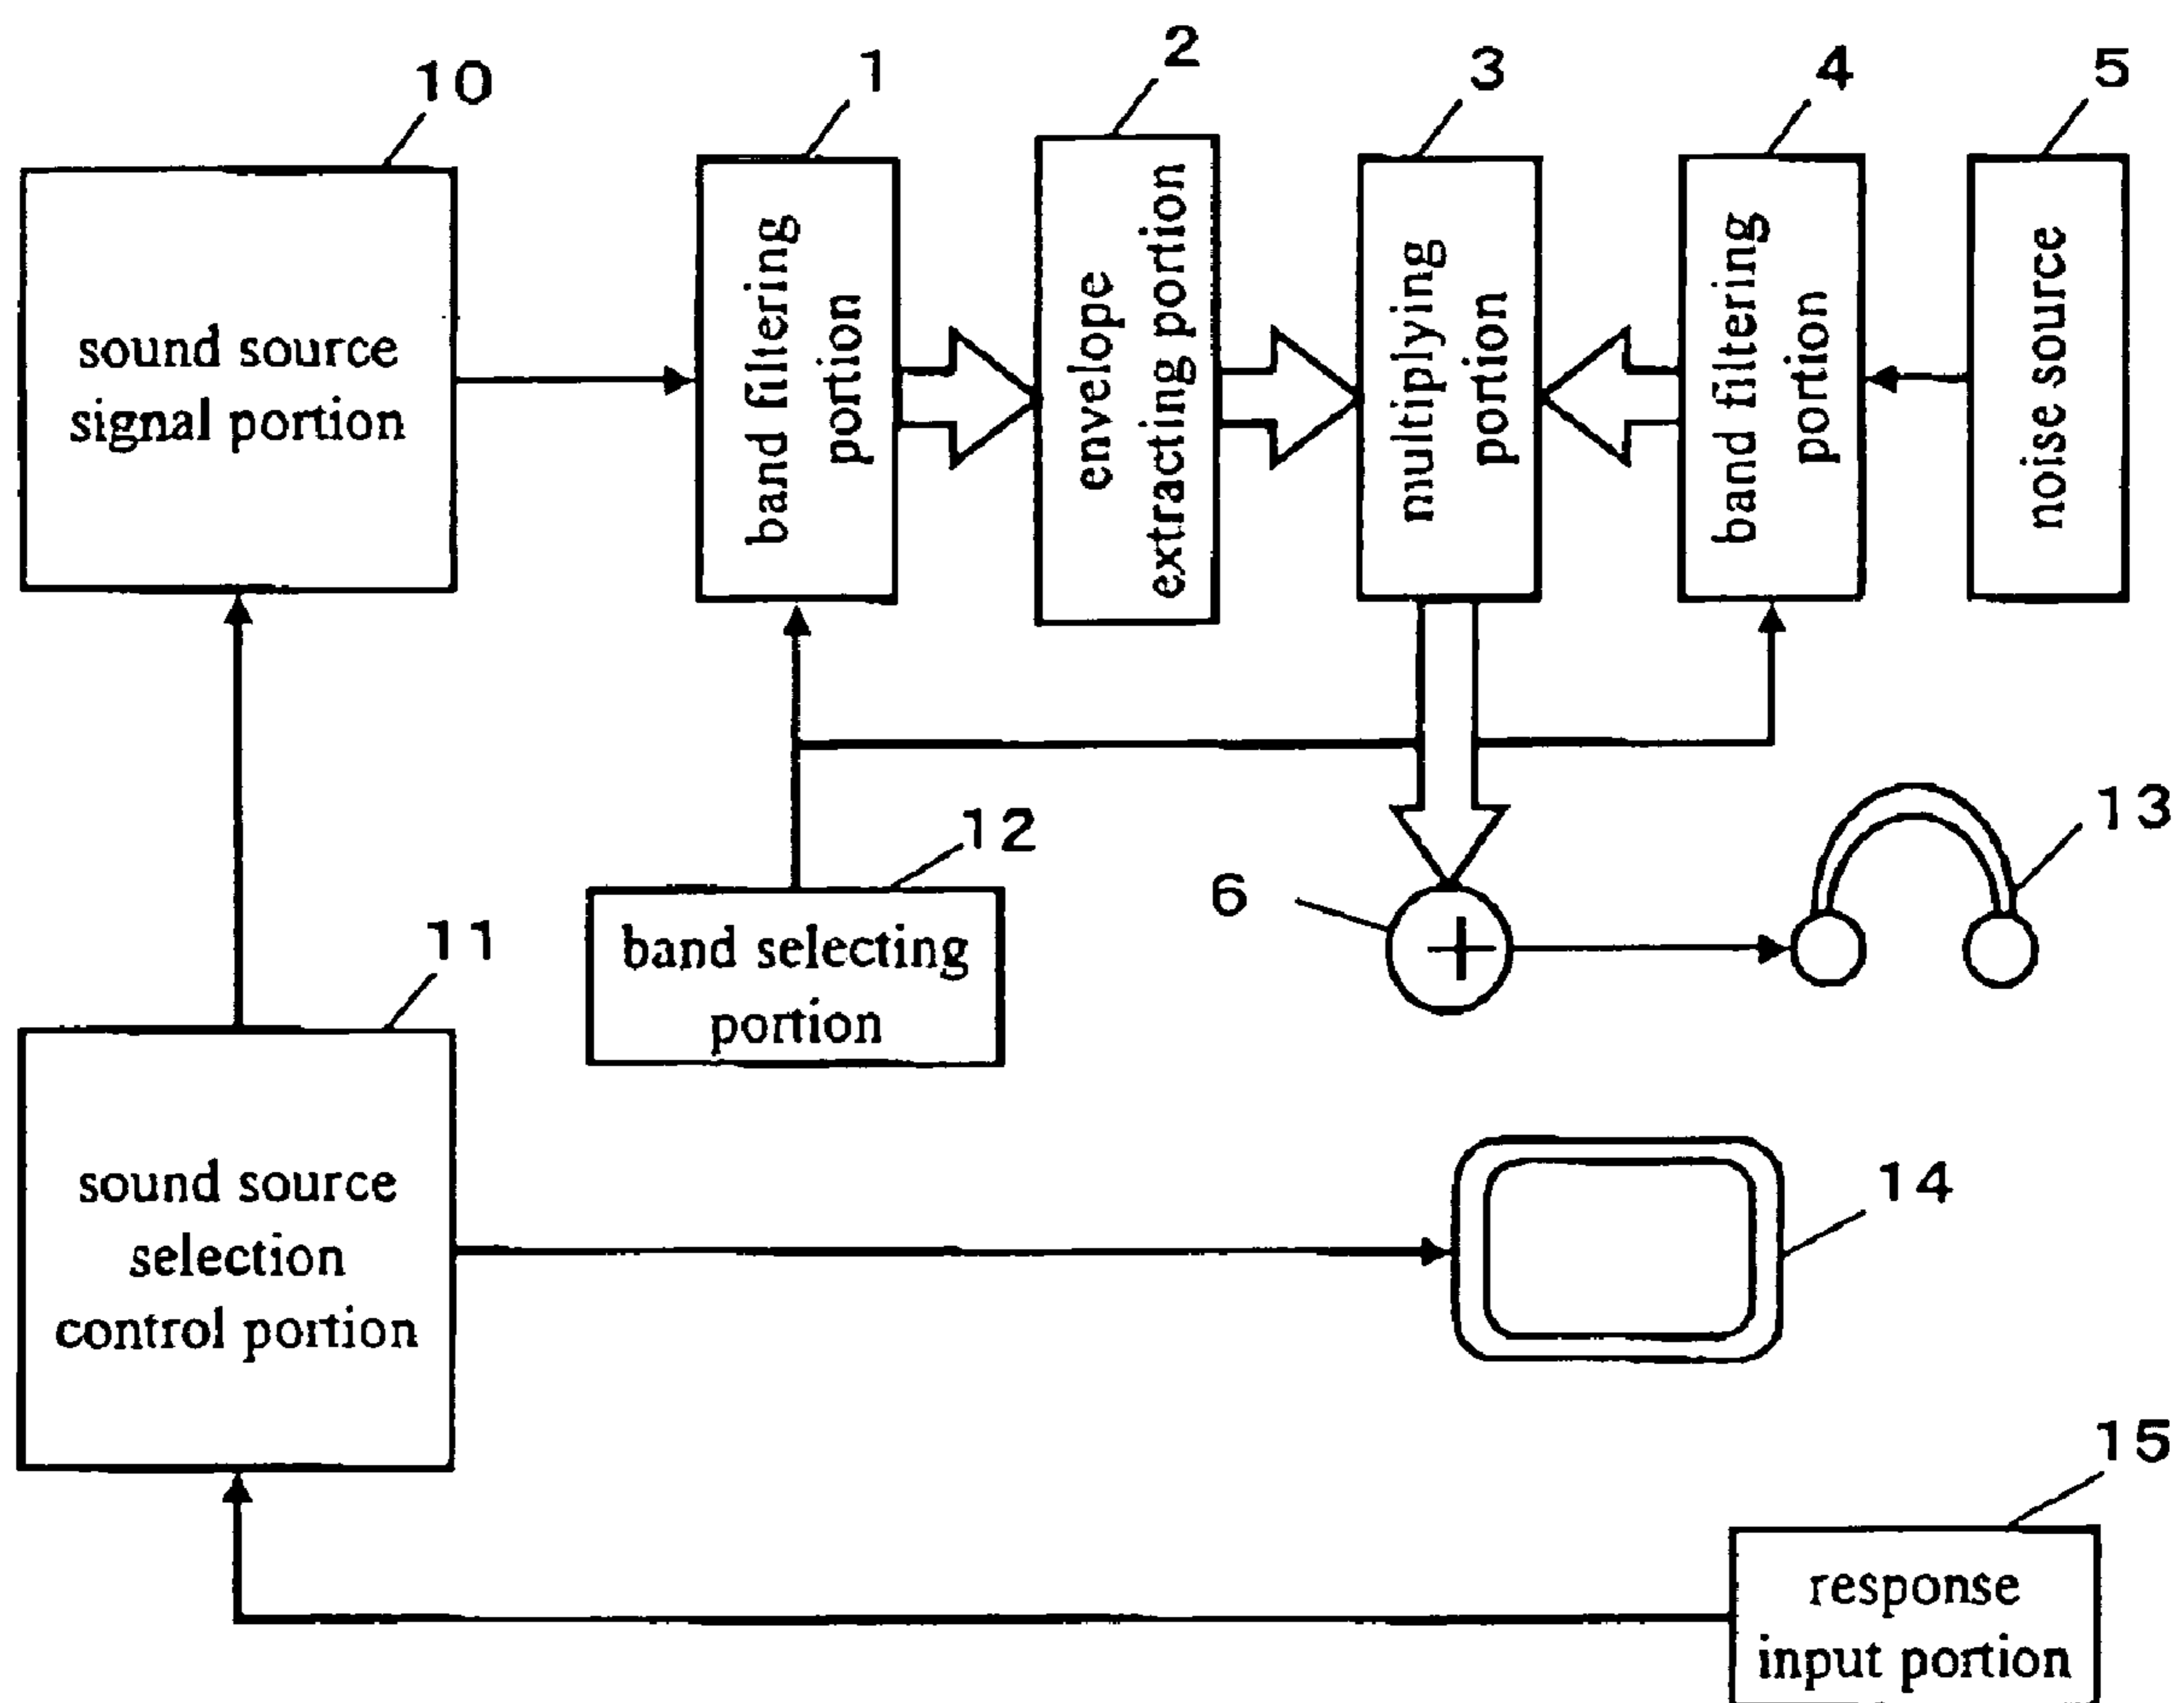 10
1
2
3
4
5
sound source
signal portion
band filtering
portion
envelope
extracting portion
multiplying
portion
band filtering
portion
noise source
12
13
6
11
band selecting
portion
sound source
selection
control portion
14
15
response
input portion